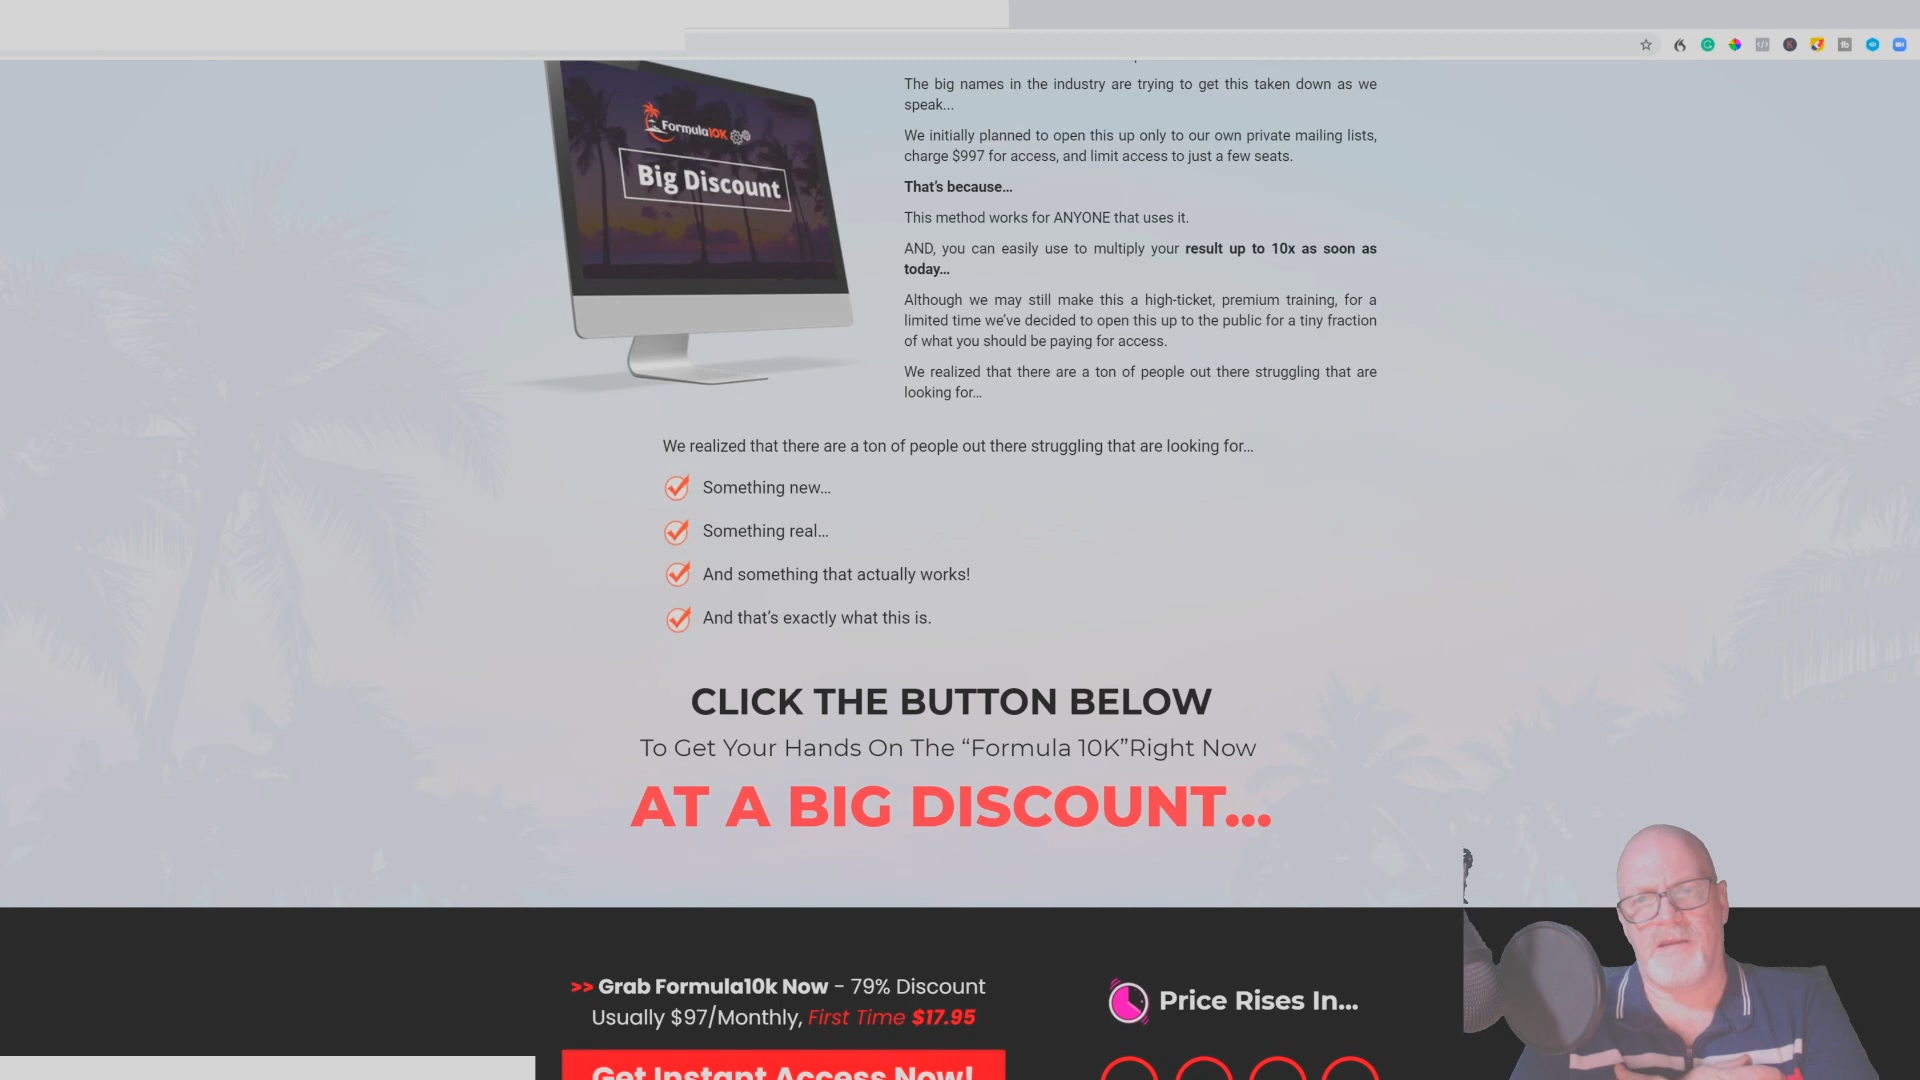 Formula10K
Big Discount
The big names in the industry are trying to get this taken down as we
speak...
We initially planned to open this up only to our own private mailing lists,
charge $997 for access, and limit access to just a few seats.
That’s because…
This method works for ANYONE that uses it.
AND, you can easily use to multiply your result up to 10x as soon as
today…
Although we may still make this a high-ticket, premium training, for a
limited time we’ve decided to open this up to the public for a tiny fraction
of what you should be paying for access.
We realized that there are a ton of people out there struggling that are
looking for…
We realized that there are a ton of people out there struggling that are looking for…
Something new…
Something real…
And something that actually works!
And that’s exactly what this is.
CLICK THE BUTTON BELOW
To Get Your Hands On The “Formula 10K”Right Now
AT A BIG DISCOUNT...
>> Grab Formula10k Now - 79% Discount
Usually $97/Monthly, First Time $17.95
Get Instant Access Now!
Price Rises In...